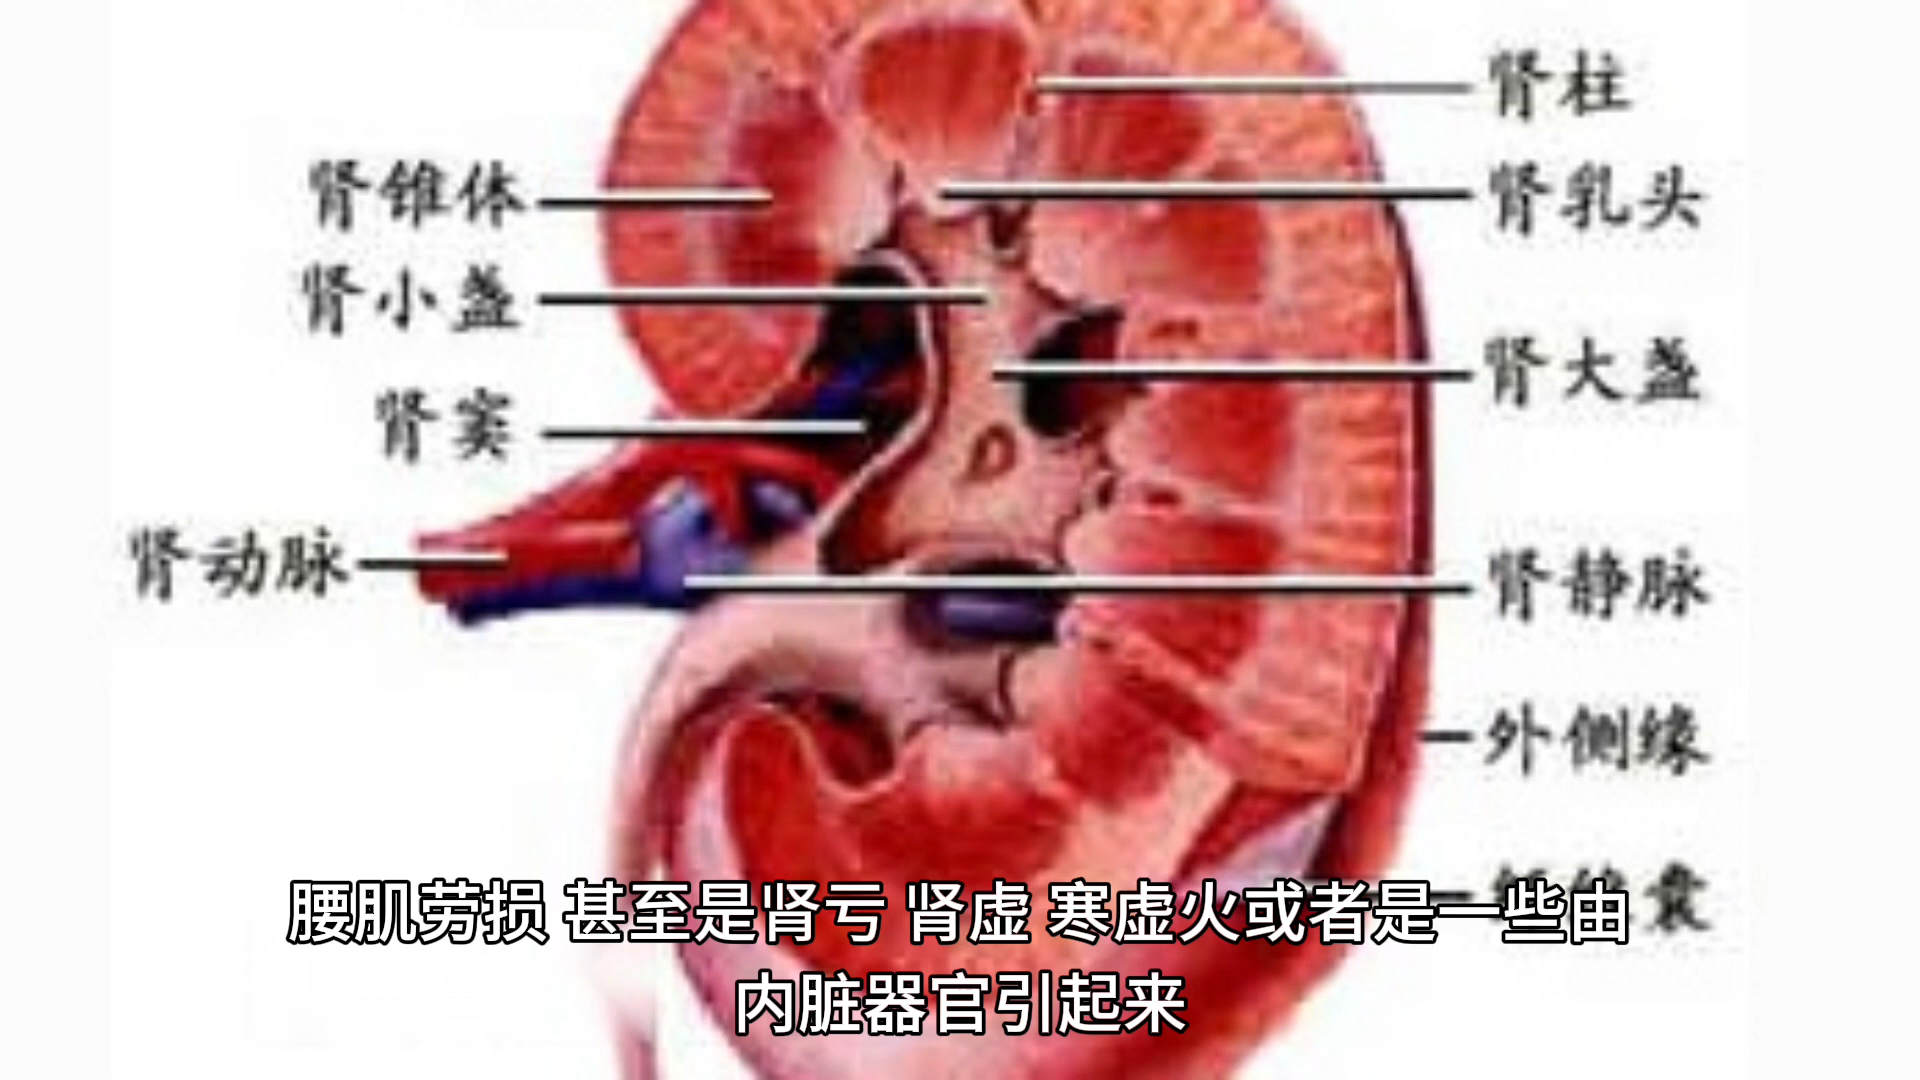 肾柱
肾锥体
肾乳头
肾小盏
肾大盏
肾窦
肾动脉
肾静脉
外侧缘
囊
腰肌劳损 甚至是肾亏 肾虚 寒虚火或者是一些由
内脏器官引起来